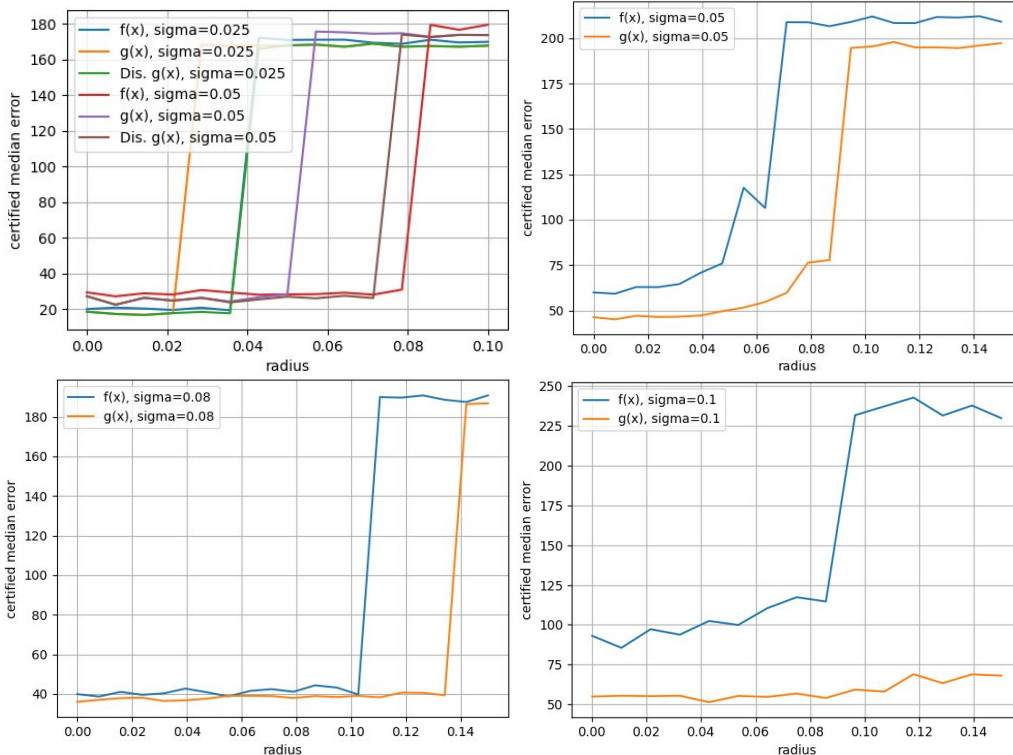 180
160
140
120
100
80
60
40
20
certified median error
f(x), sigma=0.025
g(x), sigma=0.025
Dis. g(x), sigma=0.025
f(x), sigma=0.05
g(x), sigma=0.05
Dis. g(x), sigma=0.05
0.00 0.02 0.04 0.06 0.08 0.10
radius
200
175
150
125
100
75
50
certified median error
f(x), sigma=0.05
g(x), sigma=0.05
0.00 0.02 0.04 0.06 0.08 0.10 0.12 0.14
radius
180
160
140
120
100
80
60
40
certified median error
f(x), sigma=0.08
g(x), sigma=0.08
0.00 0.02 0.04 0.06 0.08 0.10 0.12 0.14
radius
250
225
200
175
150
125
100
75
50
certified median error
f(x), sigma=0.1
g(x), sigma=0.1
0.00 0.02 0.04 0.06 0.08 0.10 0.12 0.14
radius